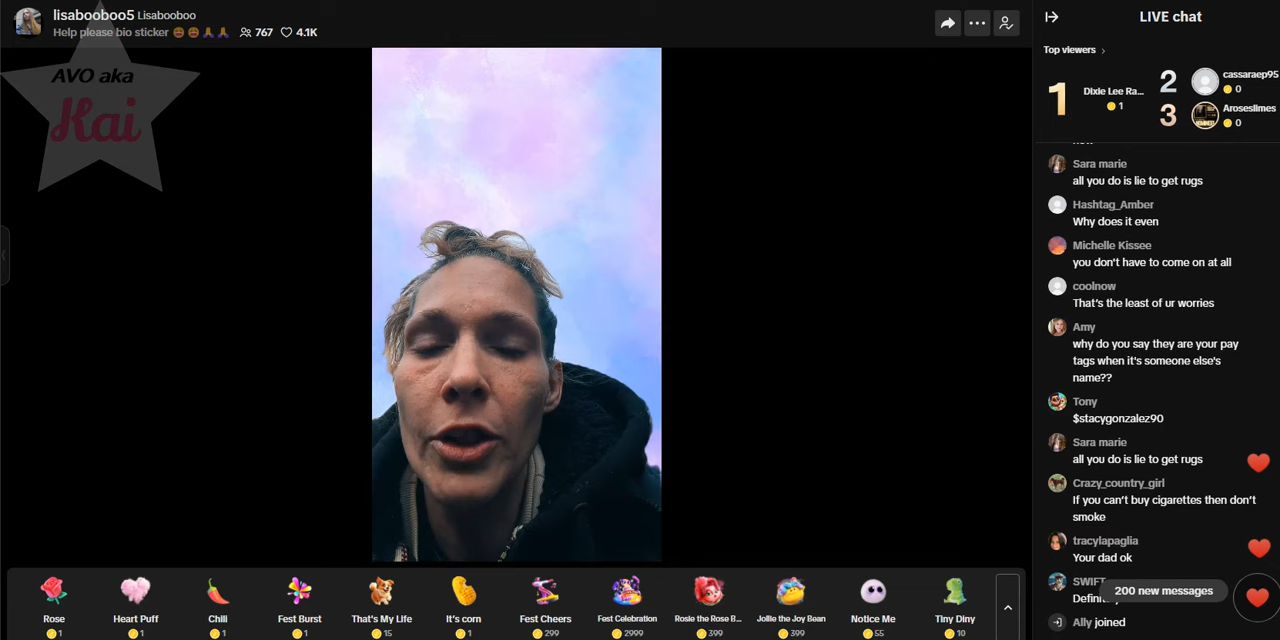 lisabooboo5 Lisabooboo
Help please bio sticker 767 4.1K
AVO aka
Kai
LIVE chat
Top viewers
1 Dixie Lee Ra...
1
2 cassaraep95
0
3 Aroseslimes
0
Sara marie
all you do is lie to get rugs
Hashtag_Amber
Why does it even
Michelle Kissee
you don't have to come on at all
coolnow
That's the least of ur worries
Amy
why do you say they are your pay
tags when it's someone else's
name??
Tony
$stacygonzalez90
Sara marie
all you do is lie to get rugs
Crazy_country_girl
If you can't buy cigarettes then don't
smoke
tracylapaglia
Your dad ok
SWIFT
200 new messages
Ally joined
Rose Heart Puff Chili Fest Burst That's My Life It's corn Fest Cheers Fest Celebration Rosie the Rose B... Jollie the Joy Bean Notice Me Tiny Diny
1 1 1 1 15 1 299 2999 399 399 55 10